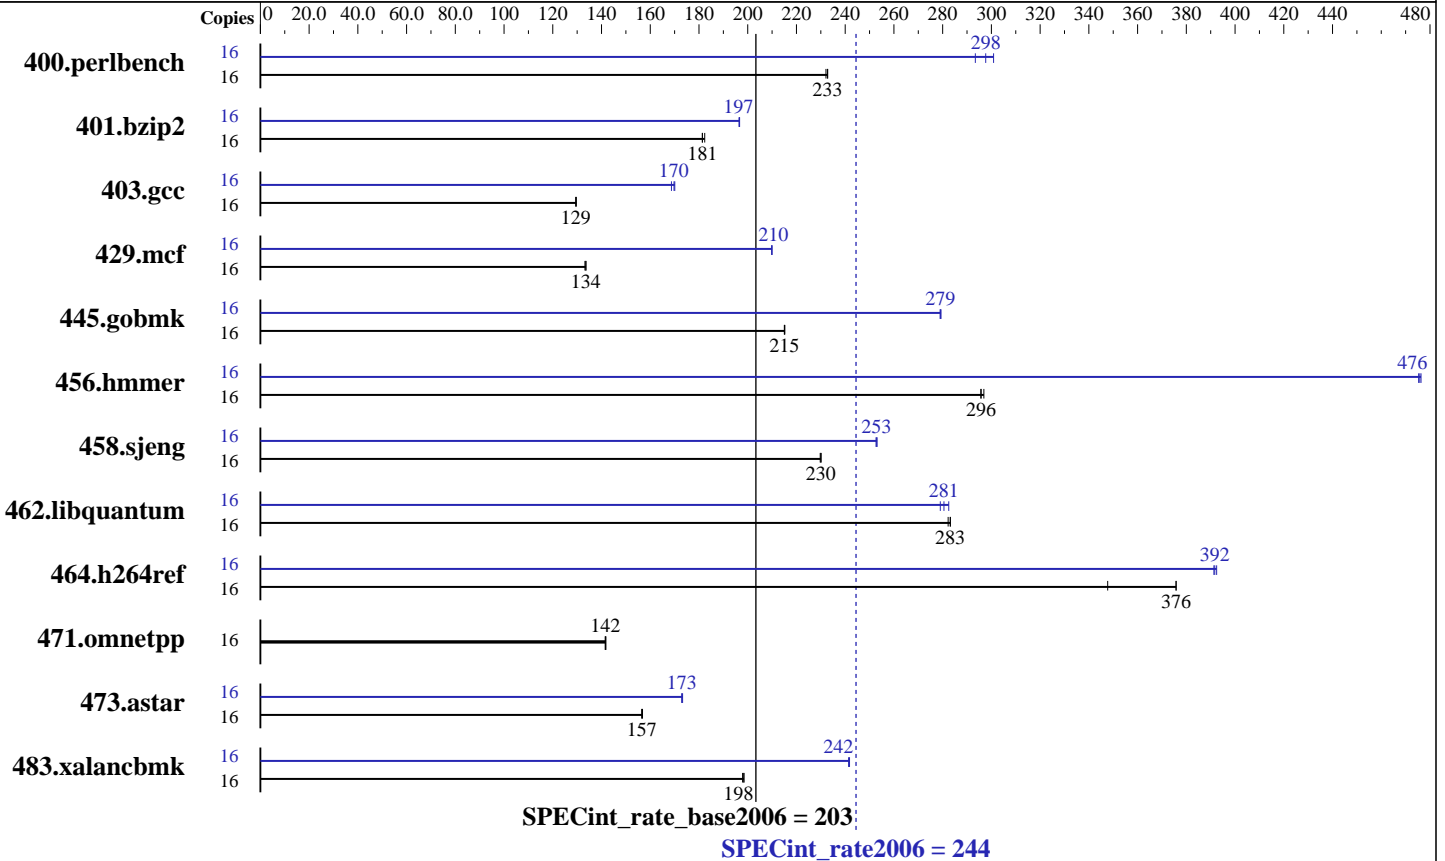 Copies 0 20.0 40.0 60.0 80.0 100 120 140 160 180 200 220 240 260 280 300 320 340 360 380 400 420 440 480
400.perlbench 16 298
16 233
401.bzip2 16 197
16 181
403.gcc 16 170
16 129
429.mcf 16 210
16 134
445.gobmk 16 279
16 215
456.hmmer 16 476
16 296
458.sjeng 16 253
16 230
462.libquantum 16 281
16 283
464.h264ref 16 392
16 376
471.omnetpp 16 142
473.astar 16 173
16 157
483.xalancbmk 16 242
16 198
SPECint_rate_base2006 = 203
SPECint_rate2006 = 244